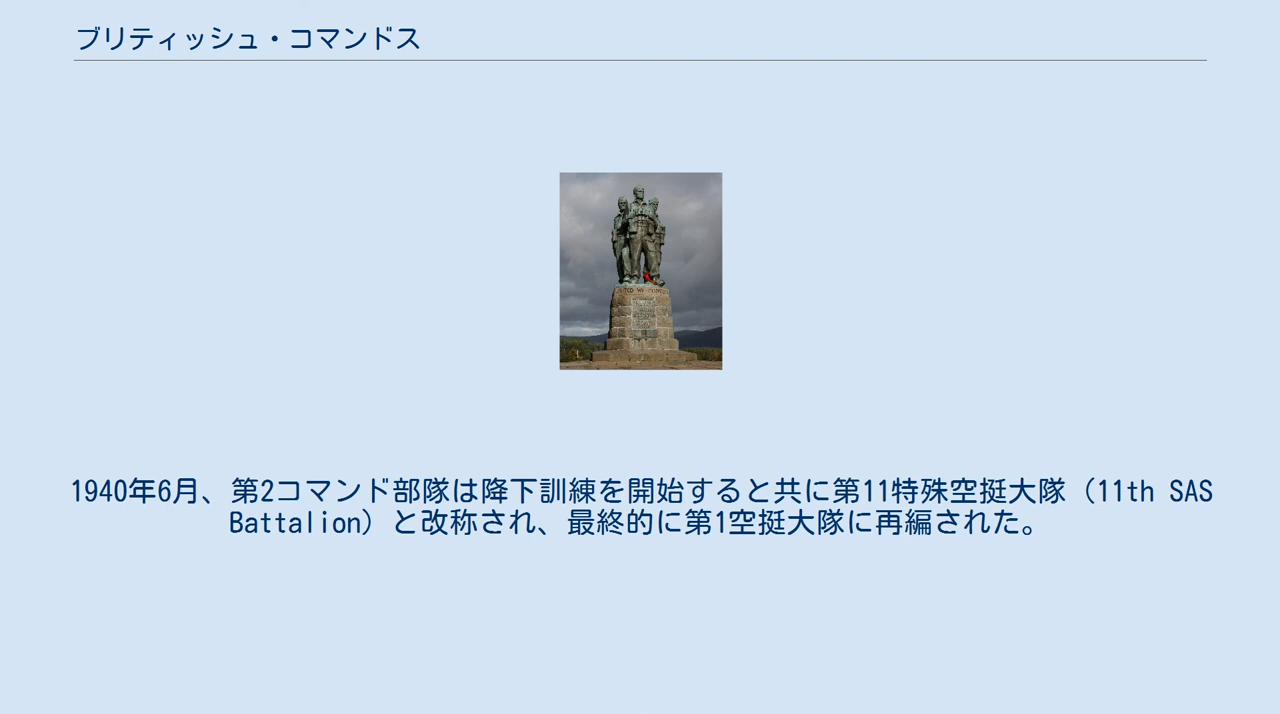 ブリティッシュ・コマンドス
1940年6月、第2コマンド部隊は降下訓練を開始すると共に第11特殊空挺大隊（11th SAS
Battalion）と改称され、最終的に第1空挺大隊に再編された。